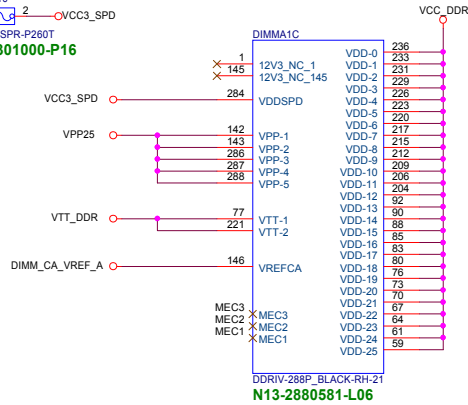 2 VCC3_SPD
SPR-P260T
301000-P16
VCC_DDR
DIMMA1C
1 12V3_NC_1
145 12V3_NC_145
VCC3_SPD 284 VDDSPD
VPP25 142 VPP-1
143 VPP-2
286 VPP-3
287 VPP-4
288 VPP-5
VTT_DDR 77 VTT-1
221 VTT-2
DIMM_CA_VREF_A 146 VREFCA
MEC3 MEC3
MEC2 MEC2
MEC1 MEC1
VDD-0 236
VDD-1 233
VDD-2 231
VDD-3 229
VDD-4 226
VDD-5 223
VDD-6 220
VDD-7 217
VDD-8 215
VDD-9 212
VDD-10 209
VDD-11 206
VDD-12 204
VDD-13 92
VDD-14 90
VDD-15 88
VDD-16 85
VDD-17 83
VDD-18 80
VDD-19 76
VDD-20 73
VDD-21 70
VDD-22 67
VDD-23 64
VDD-24 61
VDD-25 59
DDRIV-288P_BLACK-RH-21
N13-2880581-L06